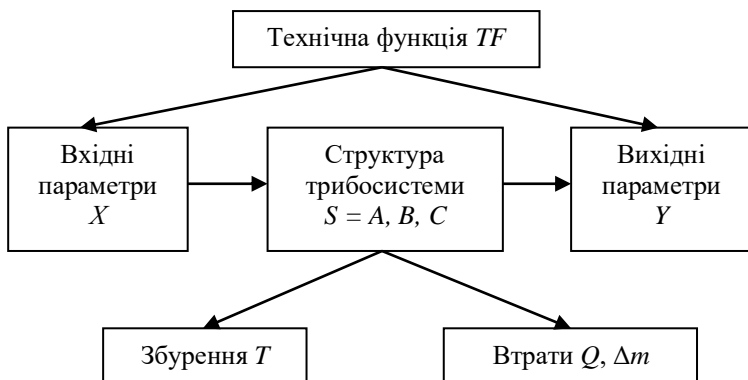 Технічна функція TF
Вхідні
параметри
X
Структура
трибосистеми
S = A, B, C
Вихідні
параметри
Y
Збурення T
Втрати Q, Δm